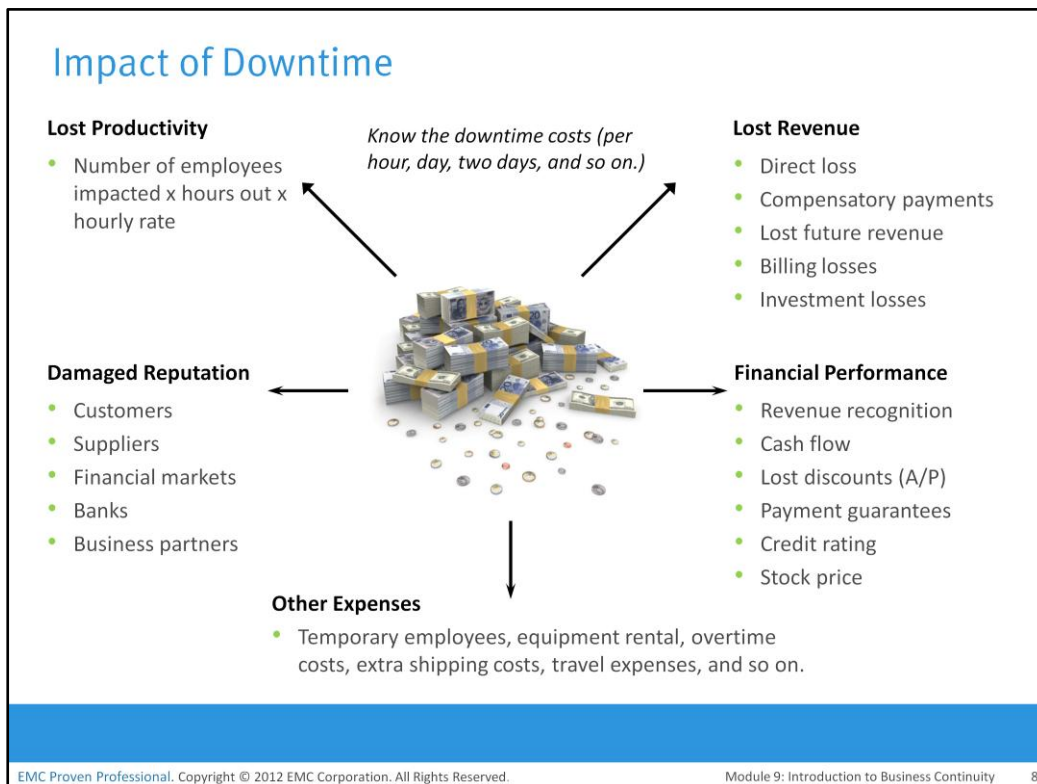 Impact of Downtime
Lost Productivity
• Number of employees
impacted x hours out x
hourly rate
Know the downtime costs (per
hour, day, two days, and so on.)
Lost Revenue
• Direct loss
• Compensatory payments
• Lost future revenue
• Billing losses
• Investment losses
Damaged Reputation
• Customers
• Suppliers
• Financial markets
• Banks
• Business partners
Financial Performance
• Revenue recognition
• Cash flow
• Lost discounts (A/P)
• Payment guarantees
• Credit rating
• Stock price
Other Expenses
• Temporary employees, equipment rental, overtime
costs, extra shipping costs, travel expenses, and so on.
EMC Proven Professional. Copyright © 2012 EMC Corporation. All Rights Reserved.
Module 9: Introduction to Business Continuity 8